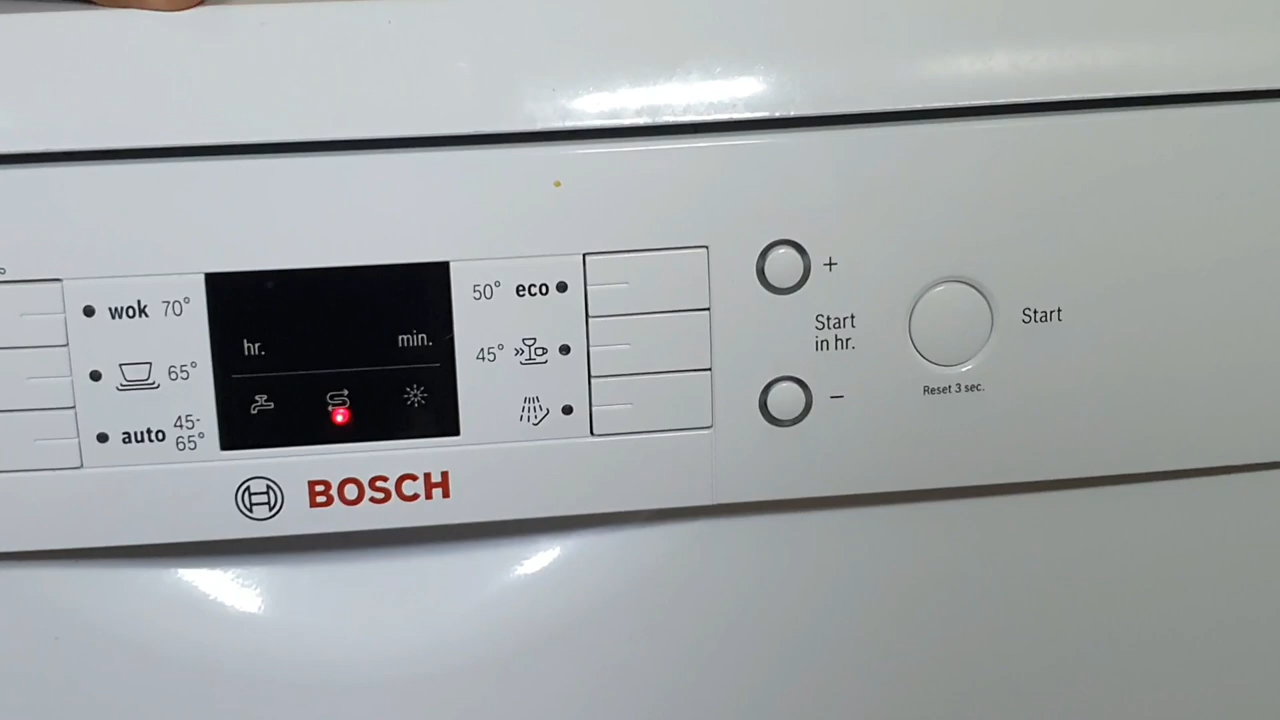 wok 70°
65°
auto 45-
65°
hr. min.
50° eco
45°
+
Start
in hr.
−
Start
Reset 3 sec.
BOSCH